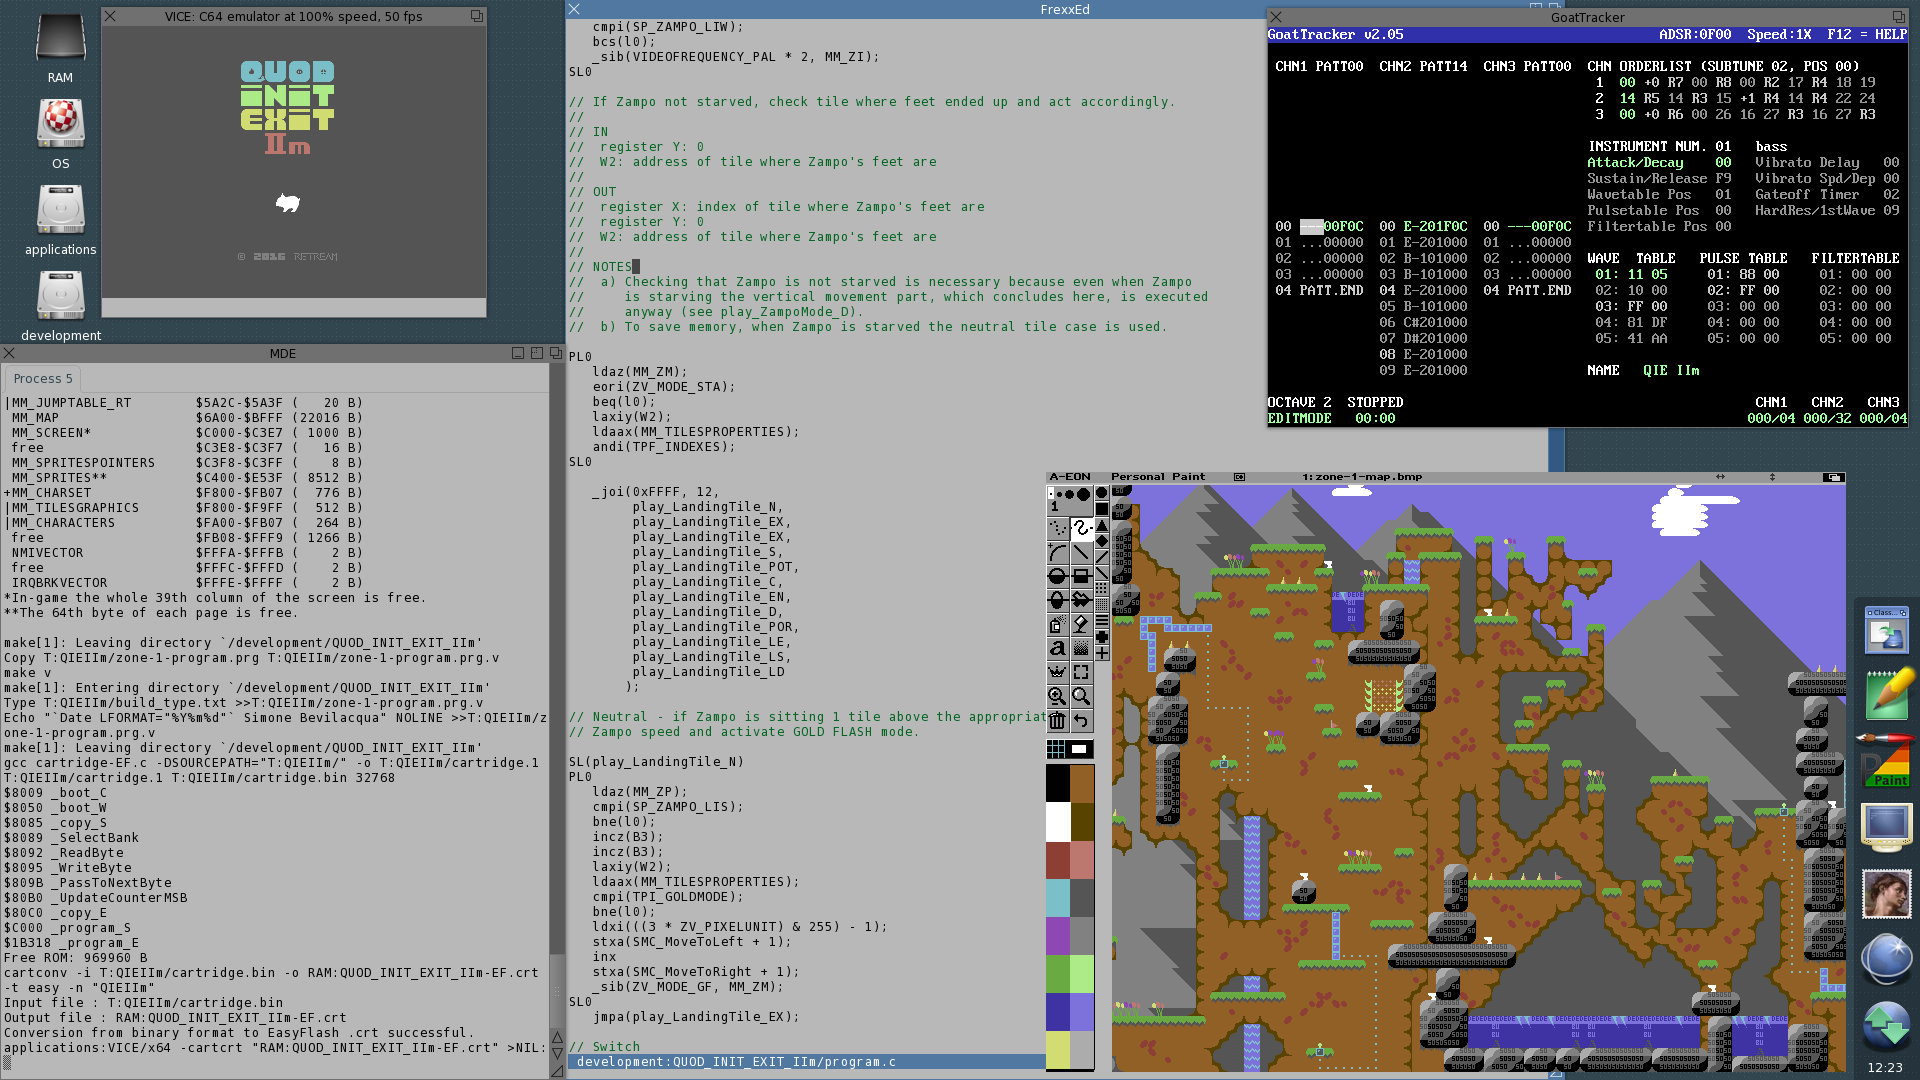 RAM
OS
applications
development
VICE: C64 emulator at 100% speed, 50 fps
QUOD
INIT
EXIT
IIm
© 2016 RETREAM
MDE
Process 5
|MM_JUMPTABLE_RT $5A2C-$5A3F ( 20 B)
MM_MAP $6A00-$BFFF (22016 B)
MM_SCREEN* $C000-$C3E7 ( 1000 B)
free $C3E8-$C3F7 ( 16 B)
MM_SPRITESPOINTERS $C3F8-$C3FF ( 8 B)
MM_SPRITES** $C400-$E53F ( 8512 B)
+MM_CHARSET $F800-$FB07 ( 776 B)
|MM_TILESGRAPHICS $F800-$F9FF ( 512 B)
|MM_CHARACTERS $FA00-$FB07 ( 264 B)
free $FB08-$FFF9 ( 1266 B)
NMIVECTOR $FFFA-$FFFB ( 2 B)
free $FFFC-$FFFD ( 2 B)
IRQBRKVECTOR $FFFE-$FFFF ( 2 B)
*In-game the whole 39th column of the screen is free.
**The 64th byte of each page is free.
make[1]: Leaving directory `/development/QUOD_INIT_EXIT_IIm'
Copy T:QIEIIm/zone-1-program.prg T:QIEIIm/zone-1-program.prg.v
make v
make[1]: Entering directory `/development/QUOD_INIT_EXIT_IIm'
Type T:QIEIIm/build_type.txt >>T:QIEIIm/zone-1-program.prg.v
Echo "`Date LFORMAT="%Y%m%d"` Simone Bevilacqua" NOLINE >>T:QIEIIm/z
one-1-program.prg.v
make[1]: Leaving directory `/development/QUOD_INIT_EXIT_IIm'
gcc cartridge-EF.c -DSOURCEPATH="T:QIEIIm/" -o T:QIEIIm/cartridge.1
T:QIEIIm/cartridge.1 T:QIEIIm/cartridge.bin 32768
$8009 _boot_C
$8050 _boot_W
$8085 _copy_S
$8089 _SelectBank
$8092 _ReadByte
$8095 _WriteByte
$809B _PassToNextByte
$80B0 _UpdateCounterMSB
$80C0 _copy_E
$C000 _program_S
$1B318 _program_E
Free ROM: 969960 B
cartconv -i T:QIEIIm/cartridge.bin -o RAM:QUOD_INIT_EXIT_IIm-EF.crt
-t easy -n "QIEIIm"
Input file : T:QIEIIm/cartridge.bin
Output file : RAM:QUOD_INIT_EXIT_IIm-EF.crt
Conversion from binary format to EasyFlash .crt successful.
applications:VICE/x64 -cartcrt "RAM:QUOD_INIT_EXIT_IIm-EF.crt" >NIL:
FrexxEd
cmpi(SP_ZAMPO_LIW);
bcs(l0);
_sib(VIDEOFREQUENCY_PAL * 2, MM_ZI);
SL0
// If Zampo not starved, check tile where feet ended up and act accordingly.
//
// IN
// register Y: 0
// W2: address of tile where Zampo's feet are
//
// OUT
// register X: index of tile where Zampo's feet are
// register Y: 0
// W2: address of tile where Zampo's feet are
//
// NOTES
// a) Checking that Zampo is not starved is necessary because even when Zampo
// is starving the vertical movement part, which concludes here, is executed
// anyway (see play_ZampoMode_D).
// b) To save memory, when Zampo is starved the neutral tile case is used.
PL0
ldaz(MM_ZM);
eori(ZV_MODE_STA);
beq(l0);
laxiy(W2);
ldaax(MM_TILESPROPERTIES);
andi(TPF_INDEXES);
SL0
_joi(0xFFFF, 12,
play_LandingTile_N,
play_LandingTile_EX,
play_LandingTile_EX,
play_LandingTile_S,
play_LandingTile_POT,
play_LandingTile_C,
play_LandingTile_EN,
play_LandingTile_D,
play_LandingTile_POR,
play_LandingTile_LE,
play_LandingTile_LS,
play_LandingTile_LD
);
// Neutral - if Zampo is sitting 1 tile above the appropriat
// Zampo speed and activate GOLD FLASH mode.
SL(play_LandingTile_N)
PL0
ldaz(MM_ZP);
cmpi(SP_ZAMPO_LIS);
bne(l0);
incz(B3);
incz(B3);
laxiy(W2);
ldaax(MM_TILESPROPERTIES);
cmpi(TPI_GOLDMODE);
bne(l0);
ldxi(((3 * ZV_PIXELUNIT) & 255) - 1);
stxa(SMC_MoveToLeft + 1);
inx
stxa(SMC_MoveToRight + 1);
_sib(ZV_MODE_GF, MM_ZM);
SL0
jmpa(play_LandingTile_EX);
// Switch
development:QUOD_INIT_EXIT_IIm/program.c
GoatTracker
GoatTracker v2.05 ADSR:0F00 Speed:1X F12 = HELP
CHN1 PATT00 CHN2 PATT14 CHN3 PATT00 CHN ORDERLIST (SUBTUNE 02, POS 00)
1 00 +0 R7 00 R8 00 R2 17 R4 18 19
2 14 R5 14 R3 15 +1 R4 14 R4 22 24
3 00 +0 R6 00 26 16 27 R3 16 27 R3
INSTRUMENT NUM. 01 bass
Attack/Decay 00 Vibrato Delay 00
Sustain/Release F9 Vibrato Spd/Dep 00
Wavetable Pos 01 Gateoff Timer 02
Pulsetable Pos 00 HardRes/1stWave 09
00 ---00F0C 00 E-201F0C 00 ---00F0C Filtertable Pos 00
01 ...00000 01 E-201000 01 ...00000
02 ...00000 02 B-101000 02 ...00000 WAVE TABLE PULSE TABLE FILTERTABLE
03 ...00000 03 B-201000 03 ...00000 01: 11 05 01: 88 00 01: 00 00
04 PATT.END 04 E-201000 04 PATT.END 02: 10 00 02: FF 00 02: 00 00
05 B-101000 03: FF 00 03: 00 00 03: 00 00
06 C#201000 04: 81 DF 04: 00 00 04: 00 00
07 D#201000 05: 41 AA 05: 00 00 05: 00 00
08 E-201000
09 E-201000 NAME QIE IIm
OCTAVE 2 STOPPED CHN1 CHN2 CHN3
EDITMODE 00:00 000/04 000/32 000/04
A-EON Personal Paint 1:zone-1-map.bmp
1
a
Class...
Paint
12:23